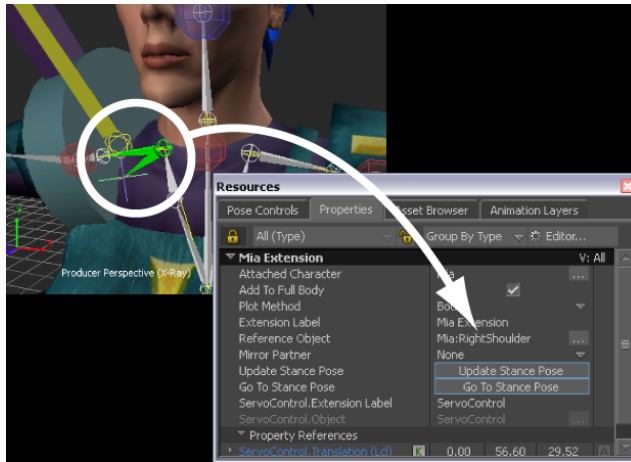 Producer Perspective (X-Ray)
Resources
Pose Controls Properties Asset Browser Animation Layers
All (Type) Group By Type Editor...
Mia Extension V: All
Attached Character ...
Add To Full Body
Plot Method
Extension Label Mia Extension
Reference Object Mia:RightShoulder ...
Mirror Partner None
Update Stance Pose Update Stance Pose
Go To Stance Pose Go To Stance Pose
ServoControl.Extension Label ServoControl
ServoControl.Object ServoControl ...
Property References
ServoControl.Translation (Lcl) K 0.00 56.60 29.52 A